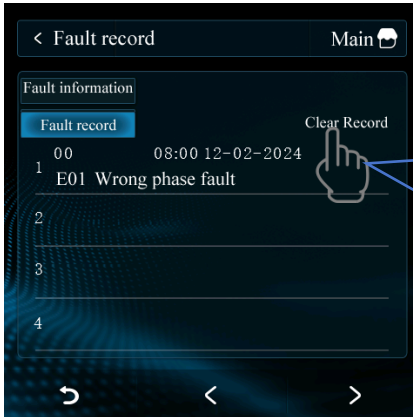 < Fault record Main
Fault information
Fault record Clear Record
00 08:00 12-02-2024
1
E01 Wrong phase fault
2
3
4